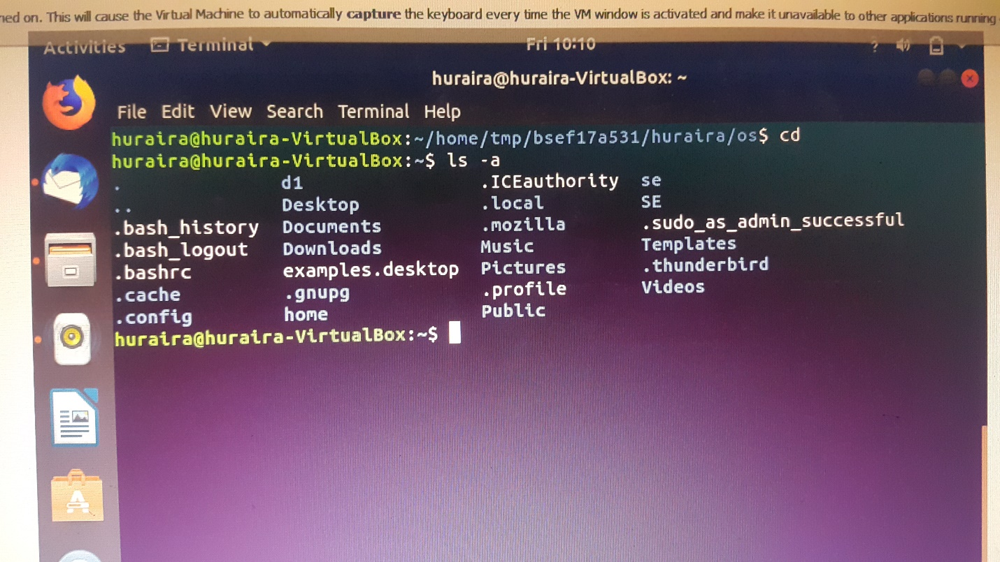 ned on. This will cause the Virtual Machine to automatically capture the keyboard every time the VM window is activated and make it unavailable to other applications running
Activities Terminal Fri 10:10 ?
huraira@huraira-VirtualBox: ~
File Edit View Search Terminal Help
huraira@huraira-VirtualBox:~/home/tmp/bsef17a531/huraira/os$ cd
huraira@huraira-VirtualBox:~$ ls -a
. d1 .ICEauthority se
.. Desktop .local SE
.bash_history Documents .mozilla .sudo_as_admin_successful
.bash_logout Downloads Music Templates
.bashrc examples.desktop Pictures .thunderbird
.cache .gnupg .profile Videos
.config home Public
huraira@huraira-VirtualBox:~$